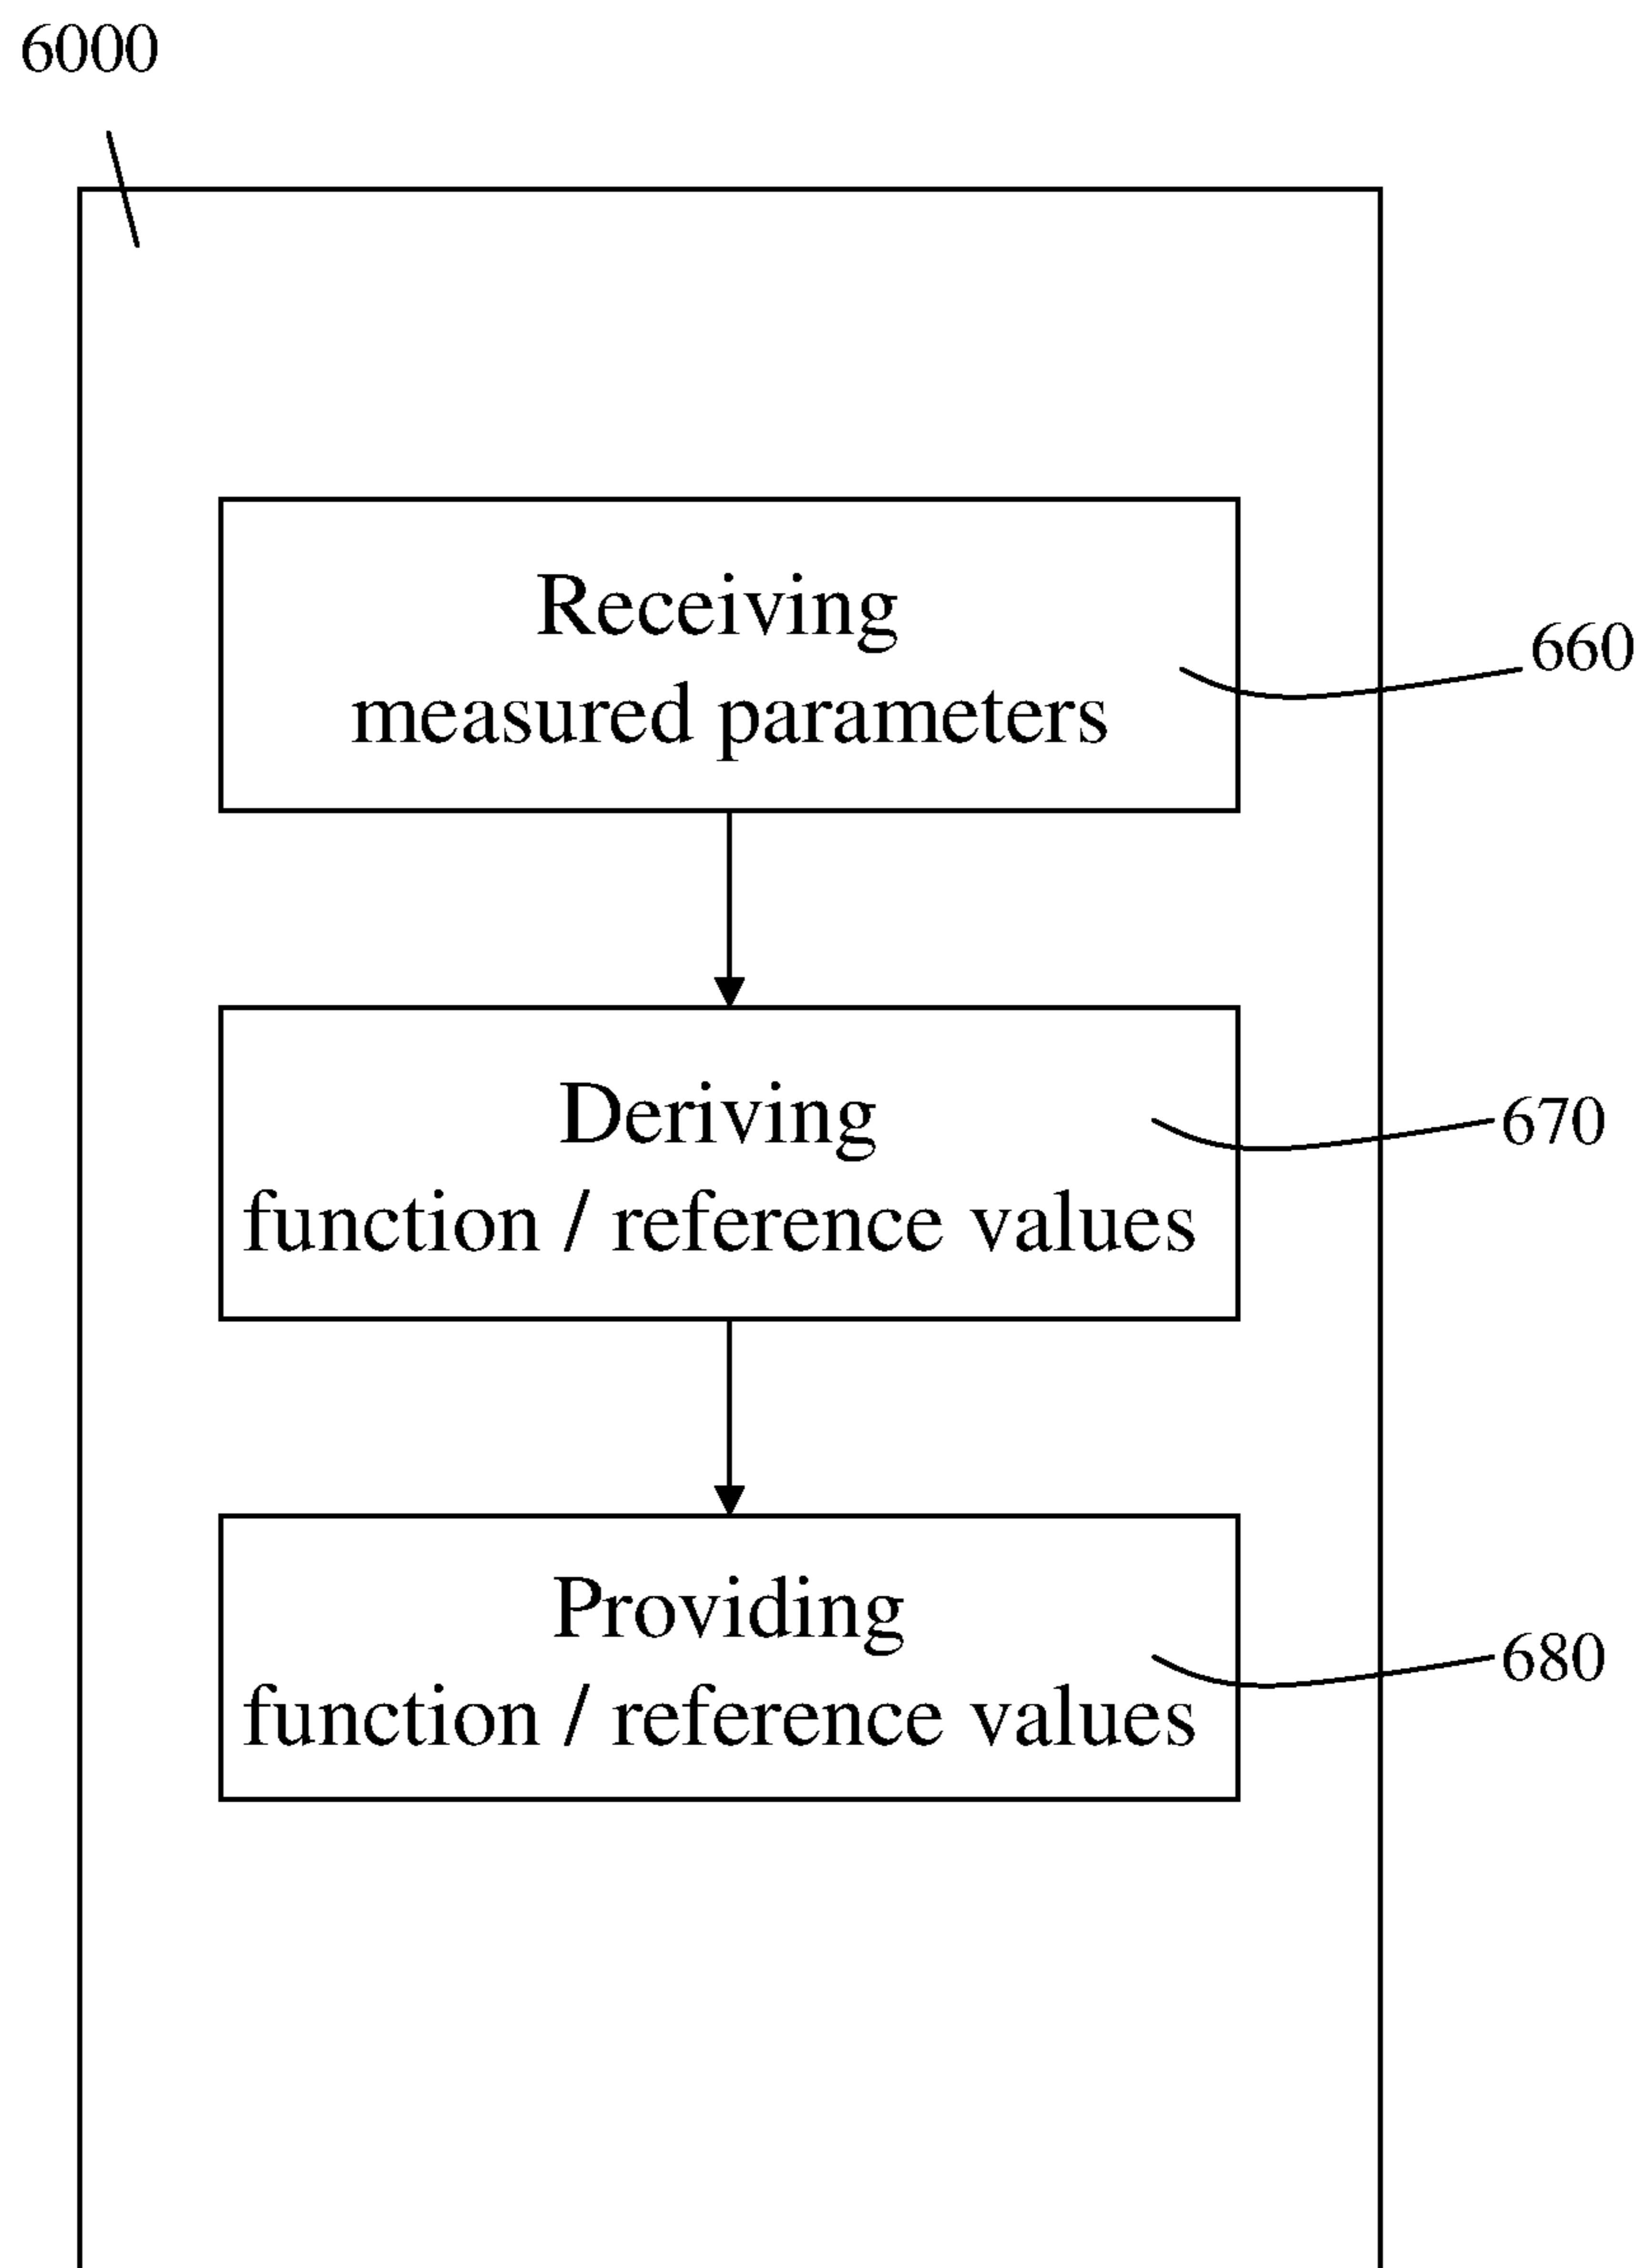 6000
Receiving
measured parameters
660
Deriving
function / reference values
670
Providing
function / reference values
680